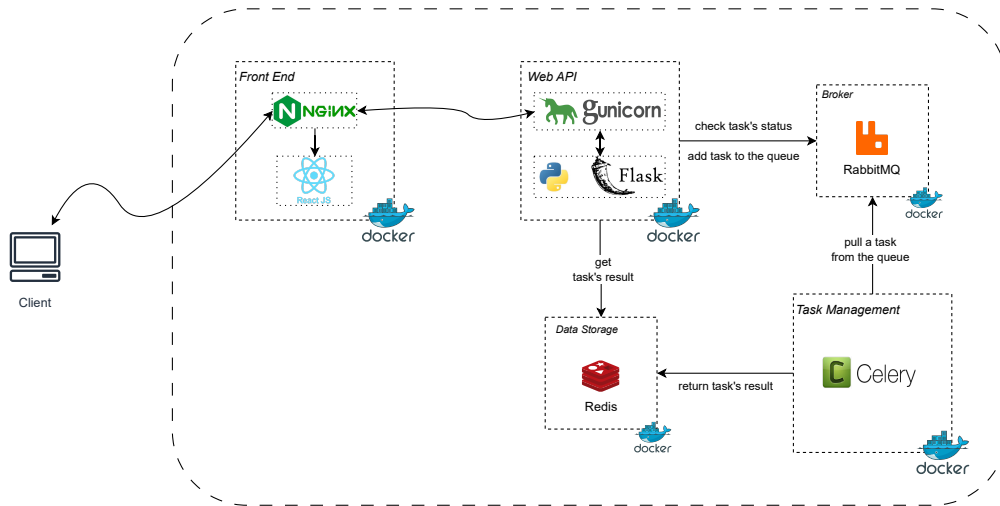 Front End
NGiNX
React JS
docker
Web API
gunicorn
Flask
docker
check task's status
add task to the queue
Broker
RabbitMQ
docker
Client
get
task's result
pull a task
from the queue
Data Storage
Redis
docker
return task's result
Task Management
C Celery
docker